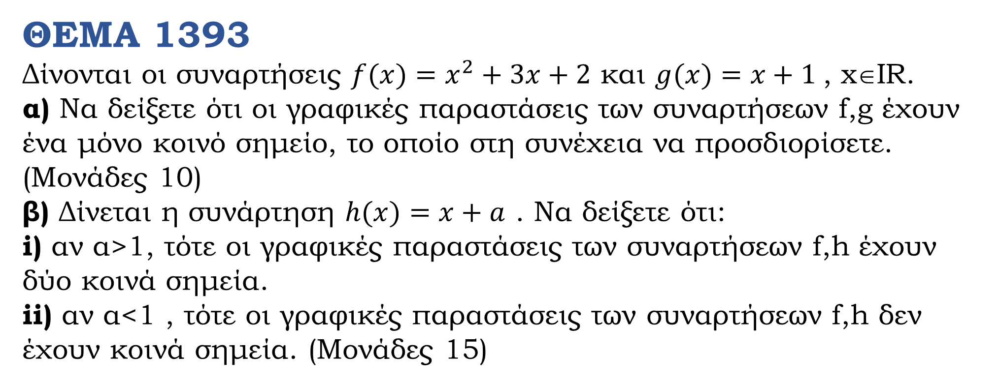 ΘΕΜΑ 1393
Δίνονται οι συναρτήσεις f(x) = x² + 3x + 2 και g(x) = x + 1 , x∈IR.
α) Να δείξετε ότι οι γραφικές παραστάσεις των συναρτήσεων f,g έχουν
ένα μόνο κοινό σημείο, το οποίο στη συνέχεια να προσδιορίσετε.
(Μονάδες 10)
β) Δίνεται η συνάρτηση h(x) = x + a . Να δείξετε ότι:
i) αν α>1, τότε οι γραφικές παραστάσεις των συναρτήσεων f,h έχουν
δύο κοινά σημεία.
ii) αν α<1 , τότε οι γραφικές παραστάσεις των συναρτήσεων f,h δεν
έχουν κοινά σημεία. (Μονάδες 15)